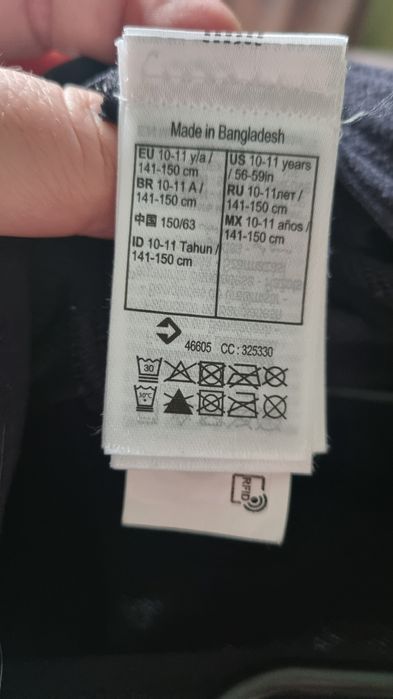 Made in Bangladesh
EU 10-11 y/a /
141-150 cm
BR 10-11 A /
141-150 cm
中国 150/63
ID 10-11 Tahun /
141-150 cm
US 10-11 years
/ 56-59in
RU 10-11лет /
141-150 cm
MX 10-11 años /
141-150 cm
46605 CC : 325330
30
30°C
RFID